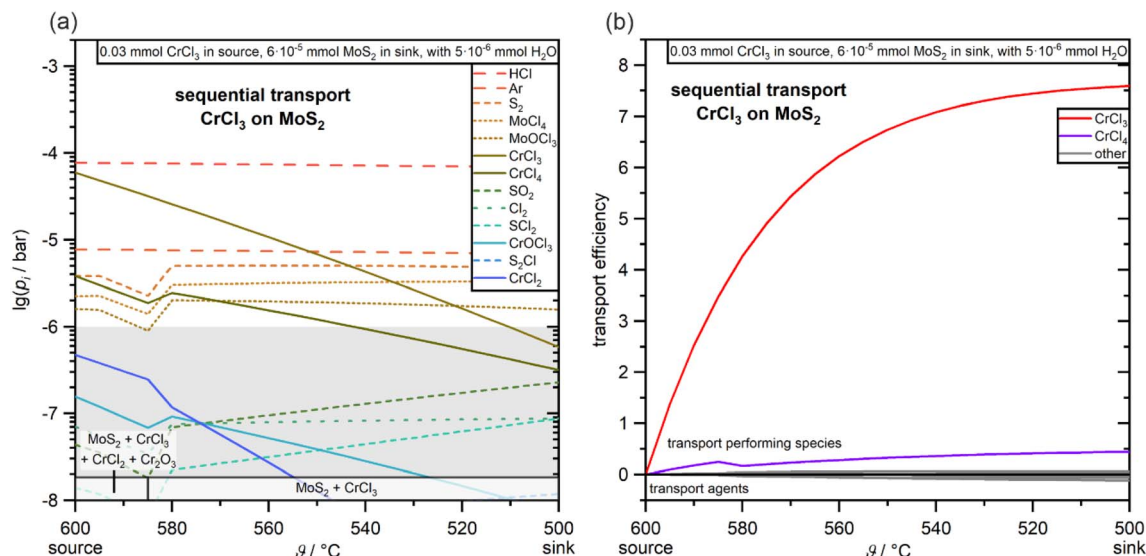 (a)
0.03 mmol CrCl₃ in source, 6·10⁻⁵ mmol MoS₂ in sink, with 5·10⁻⁶ mmol H₂O
sequential transport
CrCl₃ on MoS₂
HCl
Ar
S₂
MoCl₄
MoOCl₃
CrCl₃
CrCl₄
SO₂
Cl₂
SCl₂
CrOCl₃
S₂Cl
CrCl₂
lg(pᵢ / bar)
-3
-4
-5
-6
-7
-8
MoS₂ + CrCl₃
+ CrCl₂ + Cr₂O₃
MoS₂ + CrCl₃
600 580 560 540 520 500
source ϑ / °C sink
(b)
0.03 mmol CrCl₃ in source, 6·10⁻⁵ mmol MoS₂ in sink, with 5·10⁻⁶ mmol H₂O
sequential transport
CrCl₃ on MoS₂
CrCl₃
CrCl₄
other
transport efficiency
8
7
6
5
4
3
2
1
0
transport performing species
transport agents
600 580 560 540 520 500
source ϑ / °C sink